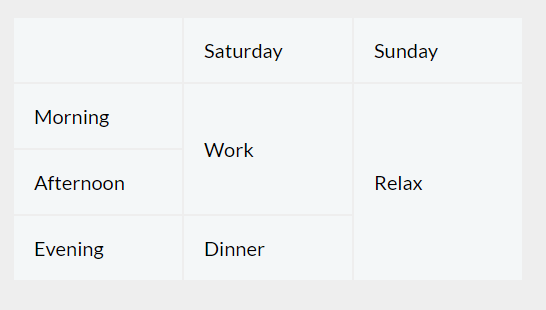 Saturday Sunday
Morning
Work
Afternoon
Relax
Evening Dinner